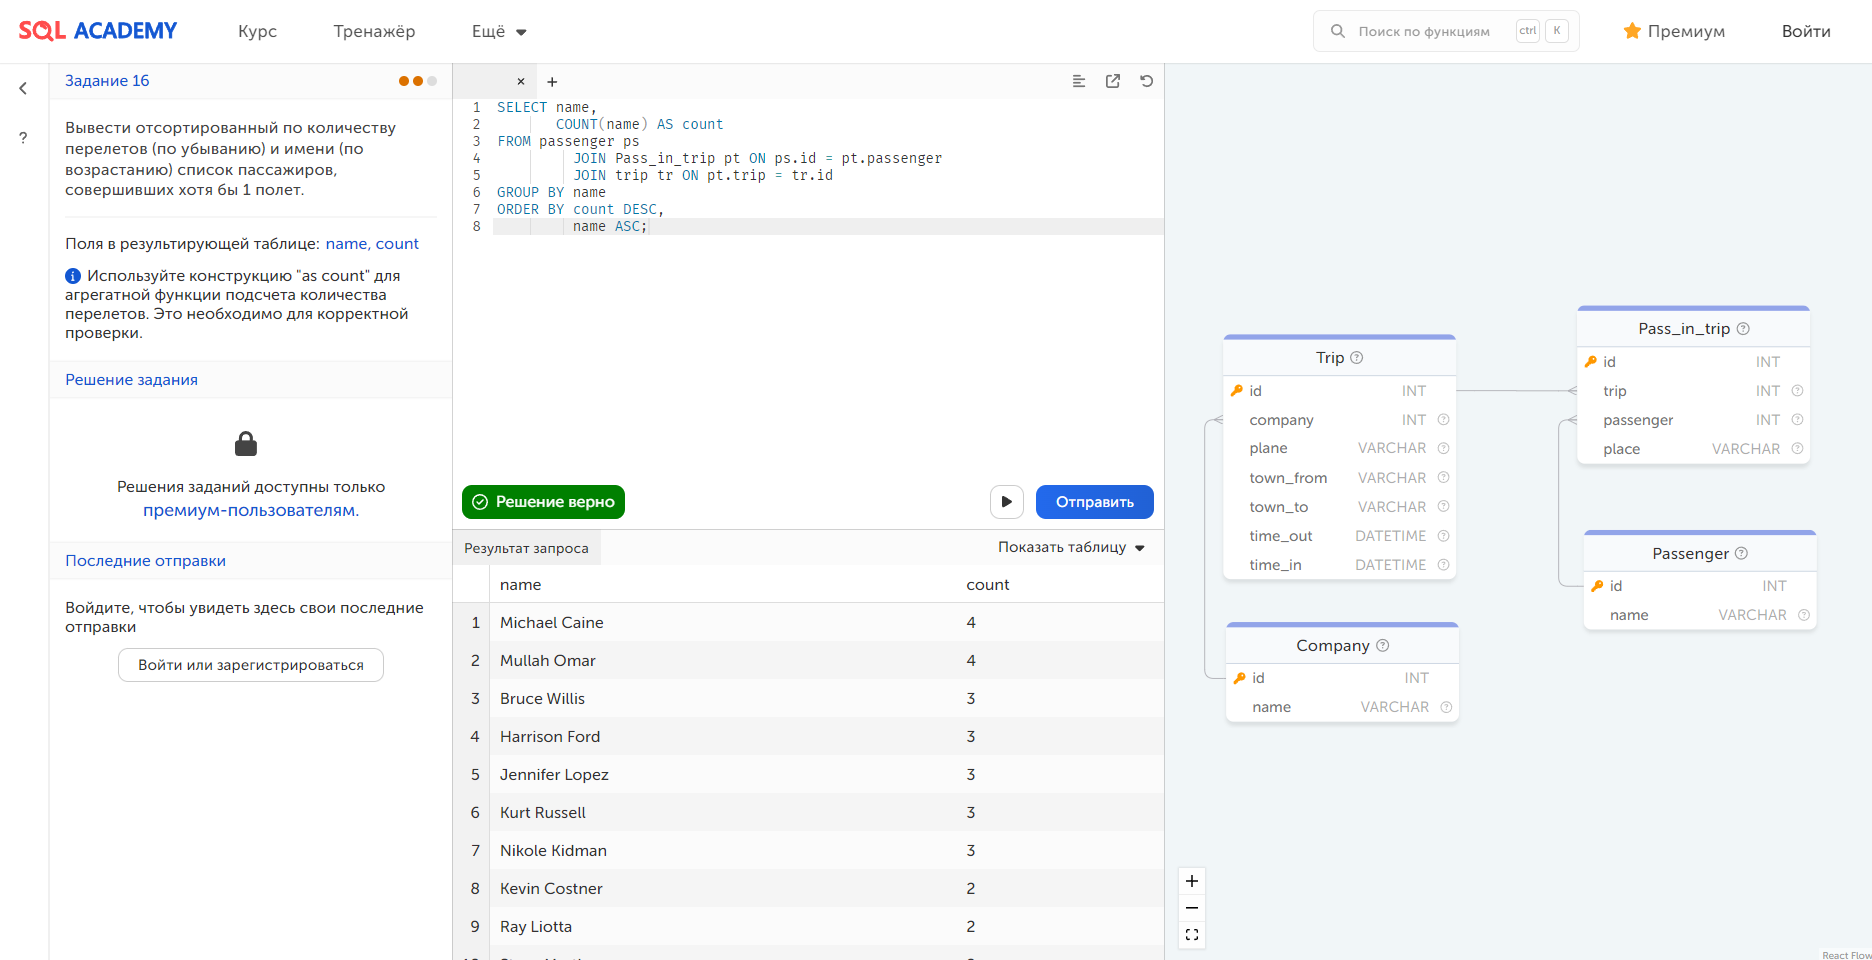 SQL ACADEMY
Курс
Тренажёр
Ещё
Поиск по функциям
ctrl
K
Премиум
Войти
Задание 16
Вывести отсортированный по количеству
перелетов (по убыванию) и имени (по
возрастанию) список пассажиров,
совершивших хотя бы 1 полет.
Поля в результирующей таблице: name, count
Используйте конструкцию "as count" для
агрегатной функции подсчета количества
перелетов. Это необходимо для корректной
проверки.
Решение задания
Решения заданий доступны только
премиум-пользователям.
Последние отправки
Войдите, чтобы увидеть здесь свои последние
отправки
Войти или зарегистрироваться
1 SELECT name,
2 COUNT(name) AS count
3 FROM passenger ps
4 JOIN Pass_in_trip pt ON ps.id = pt.passenger
5 JOIN trip tr ON pt.trip = tr.id
6 GROUP BY name
7 ORDER BY count DESC,
8 name ASC;
Решение верно
Отправить
Результат запроса
Показать таблицу
name count
1 Michael Caine 4
2 Mullah Omar 4
3 Bruce Willis 3
4 Harrison Ford 3
5 Jennifer Lopez 3
6 Kurt Russell 3
7 Nikole Kidman 3
8 Kevin Costner 2
9 Ray Liotta 2
Trip
id INT
company INT
plane VARCHAR
town_from VARCHAR
town_to VARCHAR
time_out DATETIME
time_in DATETIME
Company
id INT
name VARCHAR
Pass_in_trip
id INT
trip INT
passenger INT
place VARCHAR
Passenger
id INT
name VARCHAR
React Flow